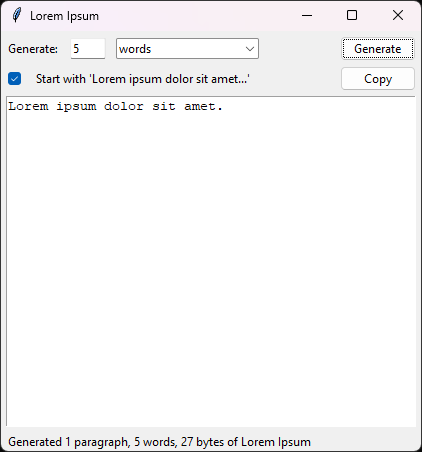 Lorem Ipsum
Generate: 5 words Generate
Start with 'Lorem ipsum dolor sit amet...' Copy
Lorem ipsum dolor sit amet.
Generated 1 paragraph, 5 words, 27 bytes of Lorem Ipsum